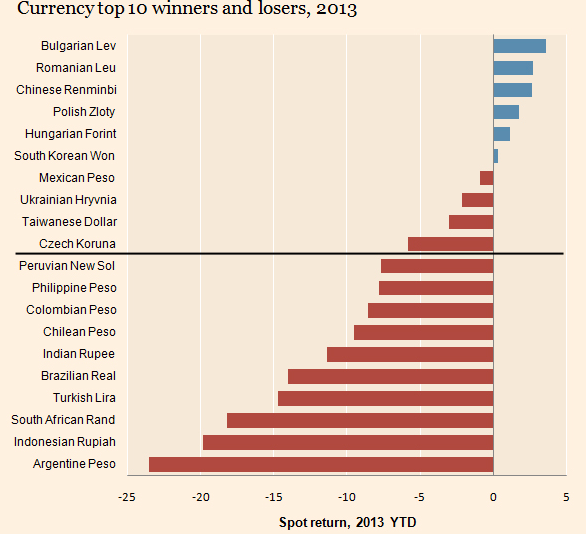 Currency top 10 winners and losers, 2013
Bulgarian Lev
Romanian Leu
Chinese Renminbi
Polish Zloty
Hungarian Forint
South Korean Won
Mexican Peso
Ukrainian Hryvnia
Taiwanese Dollar
Czech Koruna
Peruvian New Sol
Philippine Peso
Colombian Peso
Chilean Peso
Indian Rupee
Brazilian Real
Turkish Lira
South African Rand
Indonesian Rupiah
Argentine Peso
-25 -20 -15 -10 -5 0 5
Spot return, 2013 YTD